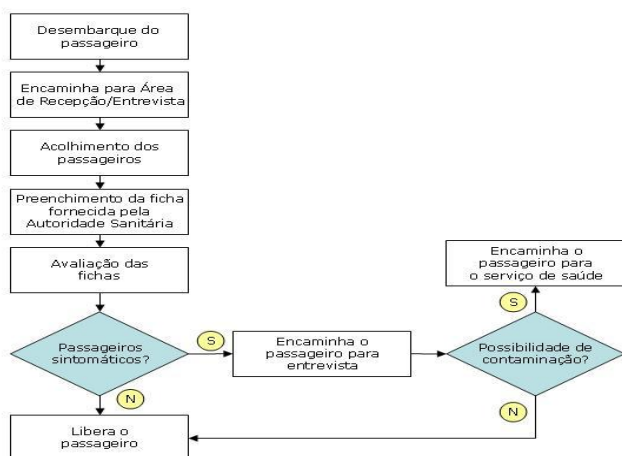 Desembarque do
passageiro
Encaminha para Área
de Recepção/Entrevista
Acolhimento dos
passageiros
Preenchimento da ficha
fornecida pela
Autoridade Sanitária
Avaliação das
fichas
Passageiros
sintomáticos?
S
Encaminha o
passageiro para
entrevista
Possibilidade de
contaminação?
S
Encaminha o
passageiro para
o serviço de saúde
N
N
Libera o
passageiro